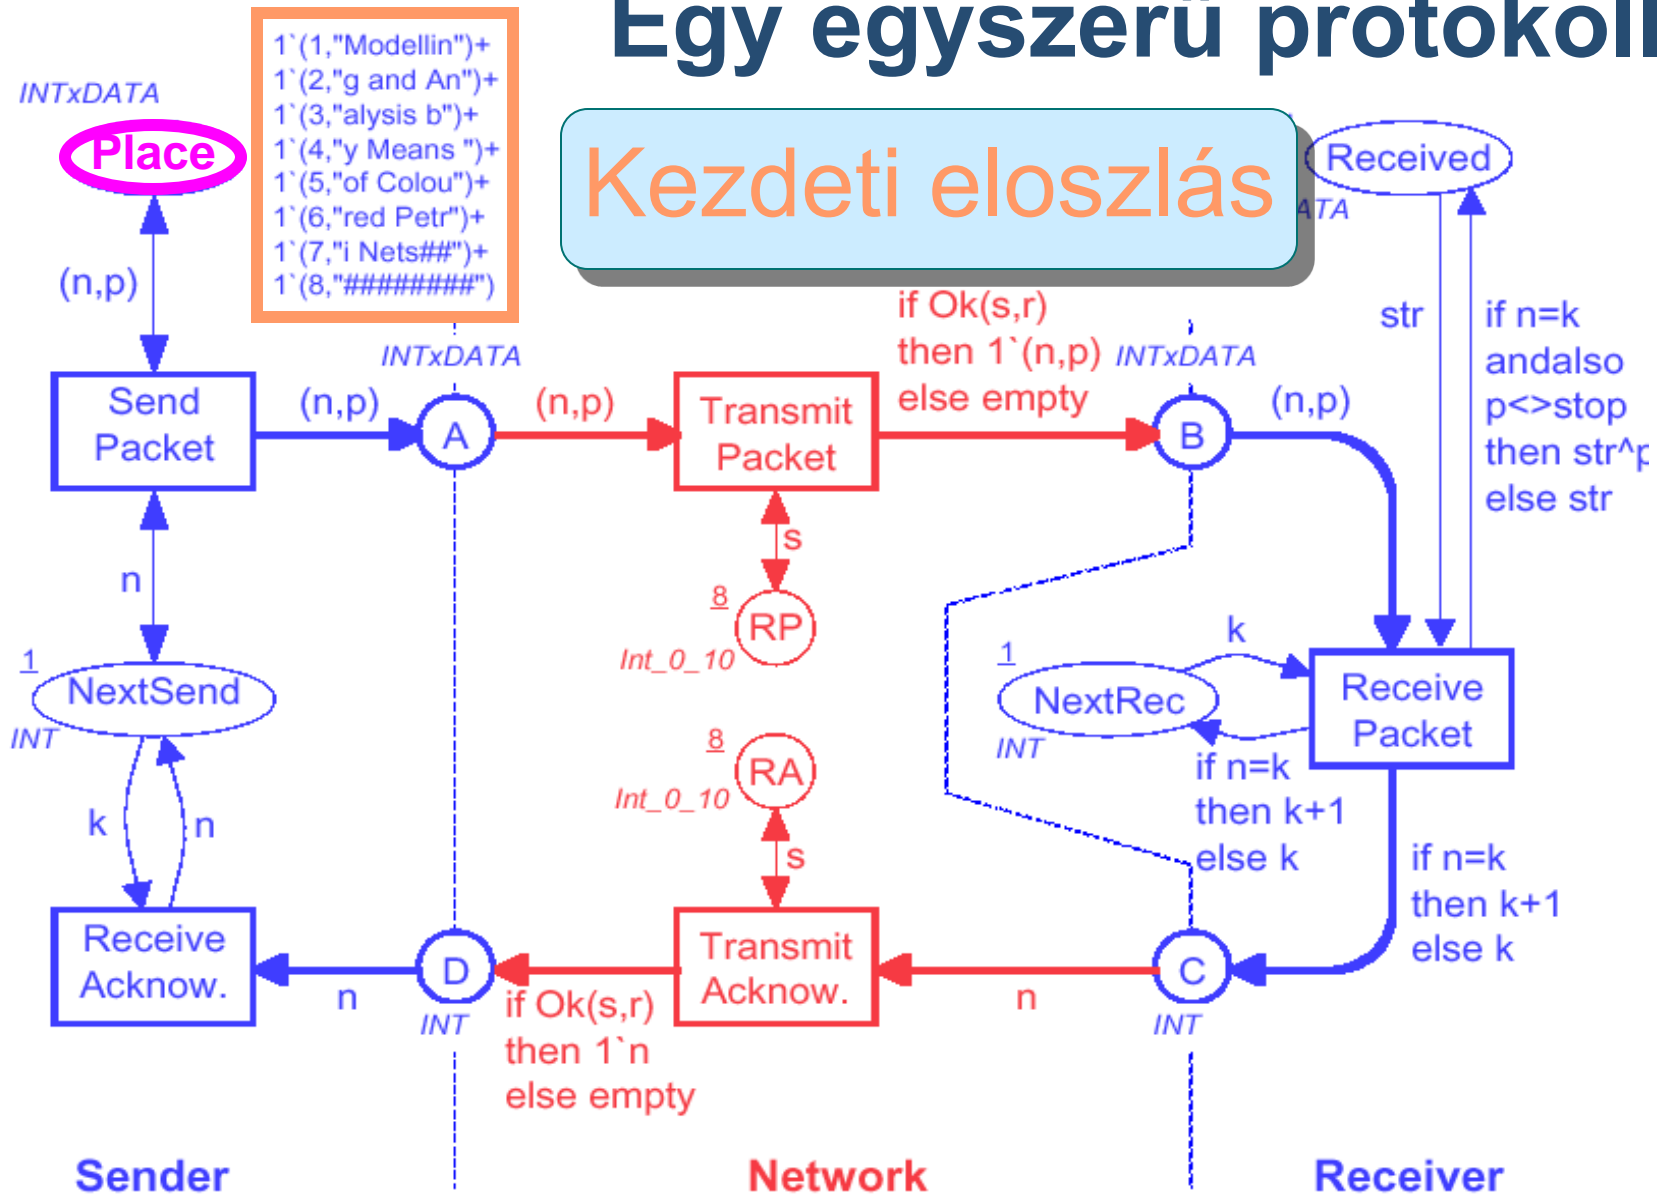 Egy egyszerű protokoll
INTxDATA
Place
1`(1,"Modellin")+
1`(2,"g and An")+
1`(3,"alysis b")+
1`(4,"y Means ")+
1`(5,"of Colou")+
1`(6,"red Petr")+
1`(7,"i Nets##")+
1`(8,"########")
Kezdeti eloszlás
Received
ATA
(n,p)
if Ok(s,r)
then 1`(n,p)
else empty
str
if n=k
andalso
p<>stop
then str^p
else str
INTxDATA
INTxDATA
Send
Packet
(n,p)
A
(n,p)
Transmit
Packet
B
(n,p)
n
s
8
RP
Int_0_10
1
NextSend
INT
k
1
NextRec
INT
Receive
Packet
8
RA
Int_0_10
if n=k
then k+1
else k
k
n
s
if n=k
then k+1
else k
Receive
Acknow.
n
D
INT
if Ok(s,r)
then 1`n
else empty
Transmit
Acknow.
n
C
INT
Sender
Network
Receiver